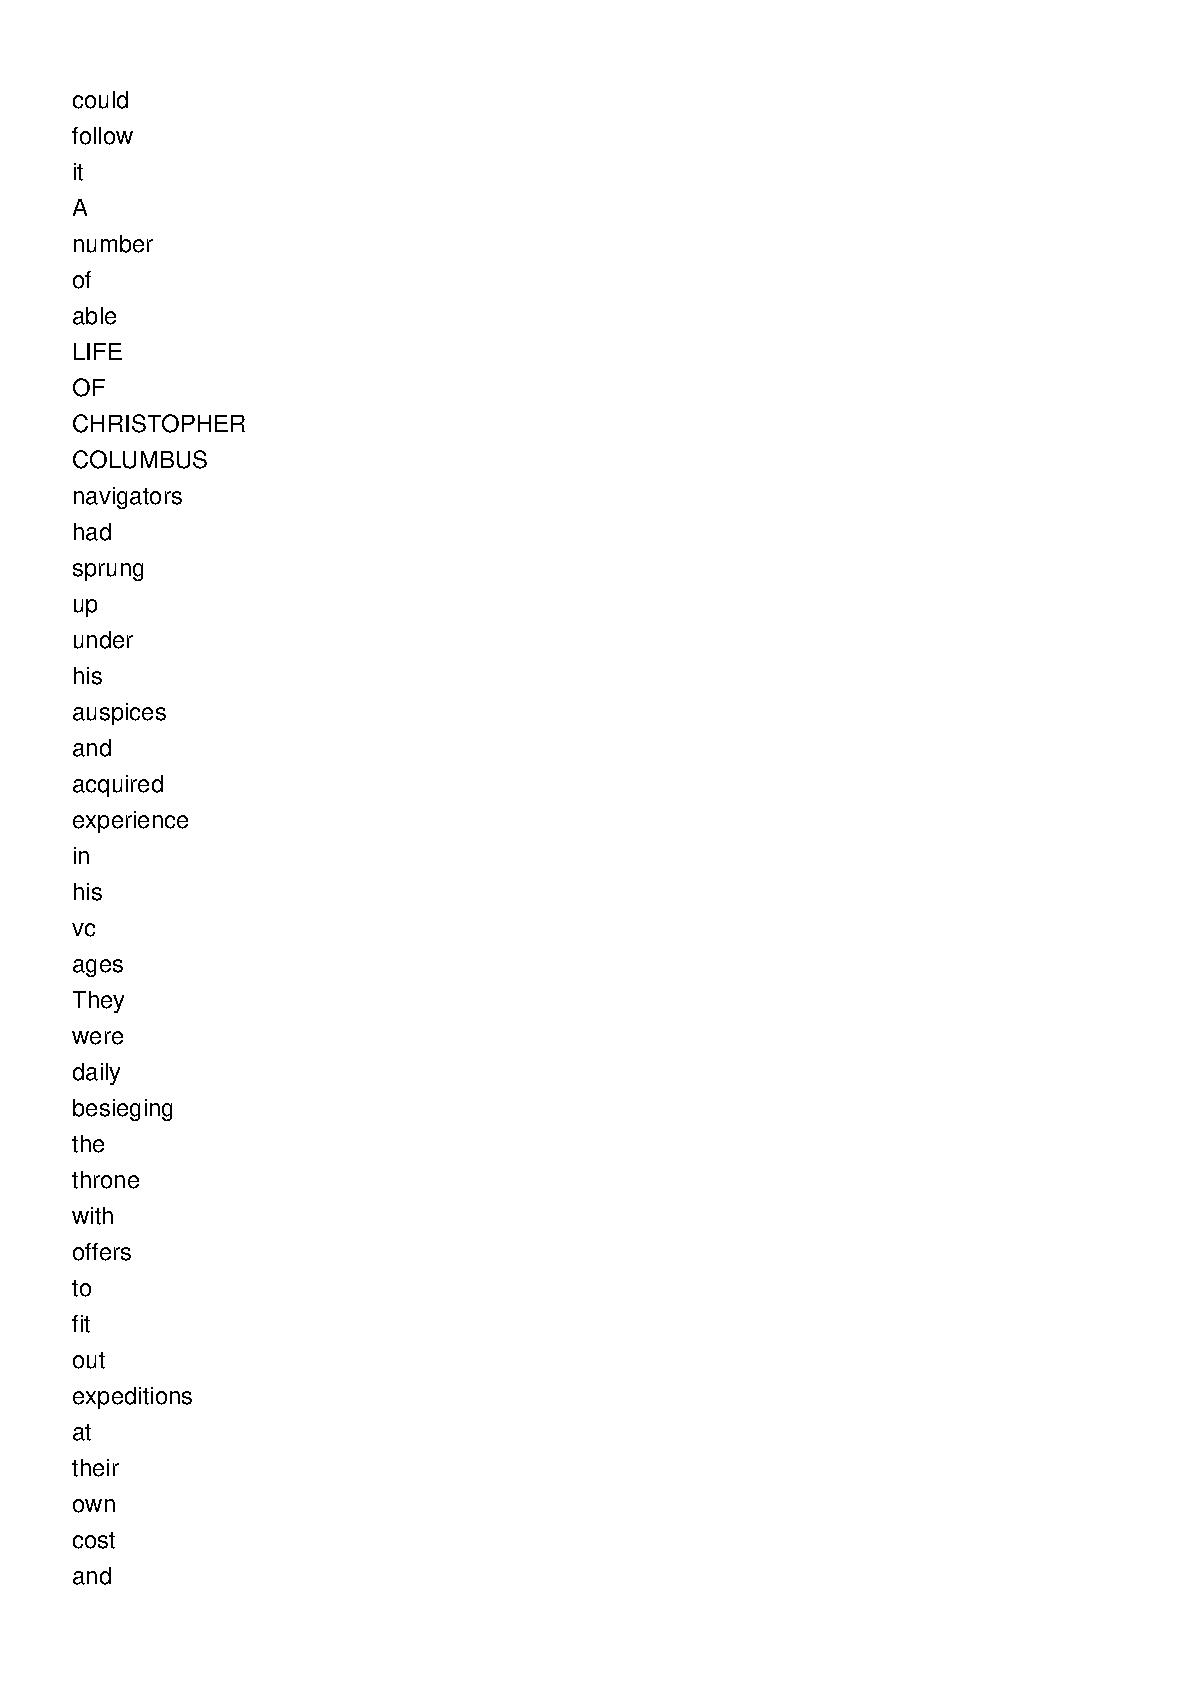 could
follow
it
A
number
of
able
LIFE
OF
CHRISTOPHER
COLUMBUS
navigators
had
sprung
up
under
his
auspices
and
acquired
experience
in
his
vc
ages
They
were
daily
besieging
the
throne
with
offers
to
fit
out
expeditions
at
their
own
cost
and